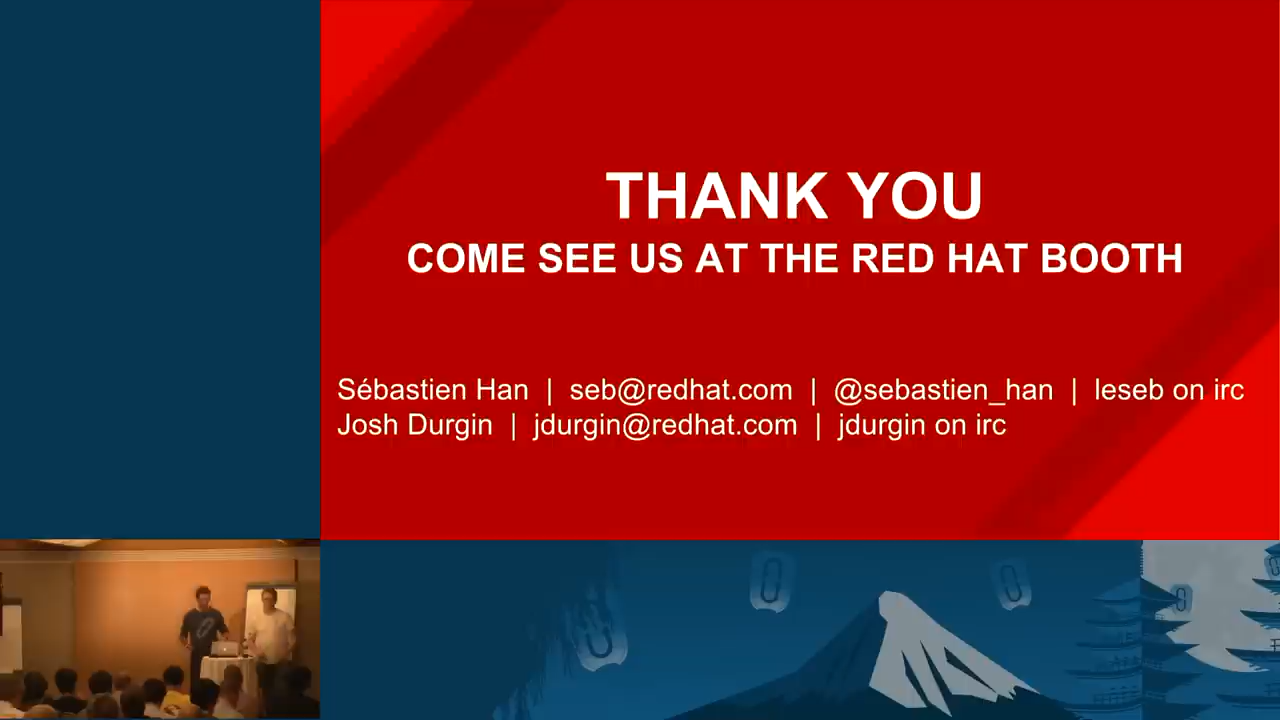 THANK YOU
COME SEE US AT THE RED HAT BOOTH
Sébastien Han | seb@redhat.com | @sebastien_han | leseb on irc
Josh Durgin | jdurgin@redhat.com | jdurgin on irc